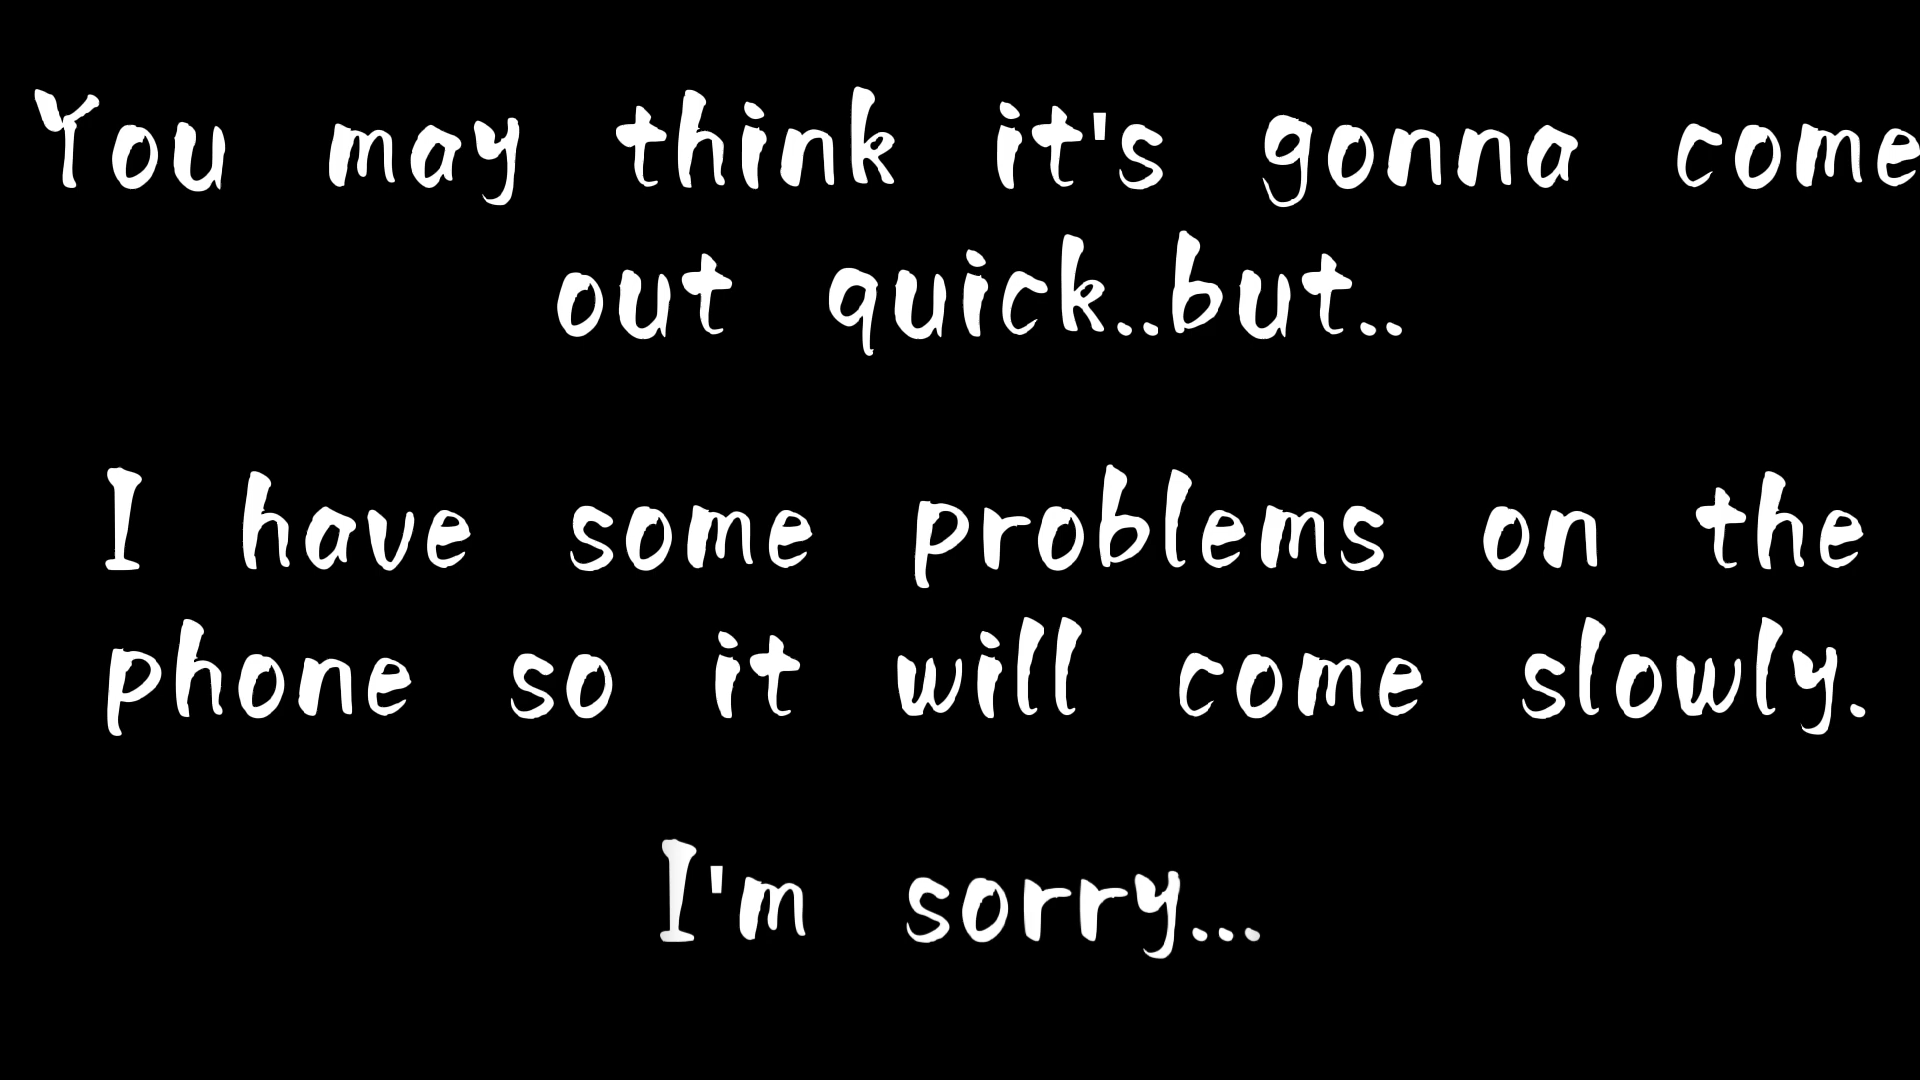 You may think it's gonna come
out quick..but..
I have some problems on the
phone so it will come slowly.
I'm sorry...